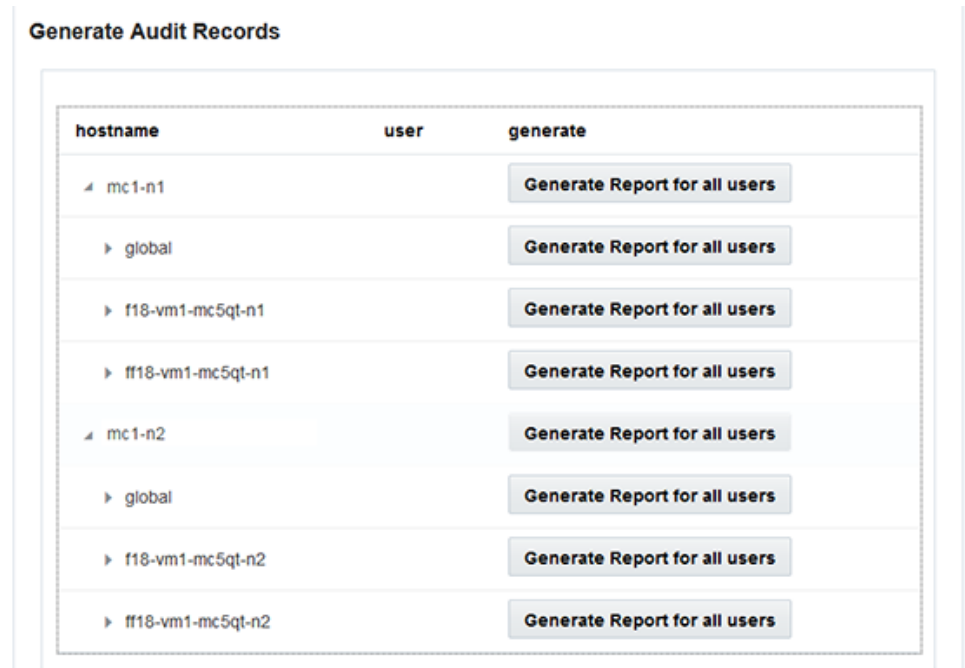 Generate Audit Records
hostname user generate
mc1-n1 Generate Report for all users
global Generate Report for all users
f18-vm1-mc5qt-n1 Generate Report for all users
ff18-vm1-mc5qt-n1 Generate Report for all users
mc1-n2 Generate Report for all users
global Generate Report for all users
f18-vm1-mc5qt-n2 Generate Report for all users
ff18-vm1-mc5qt-n2 Generate Report for all users